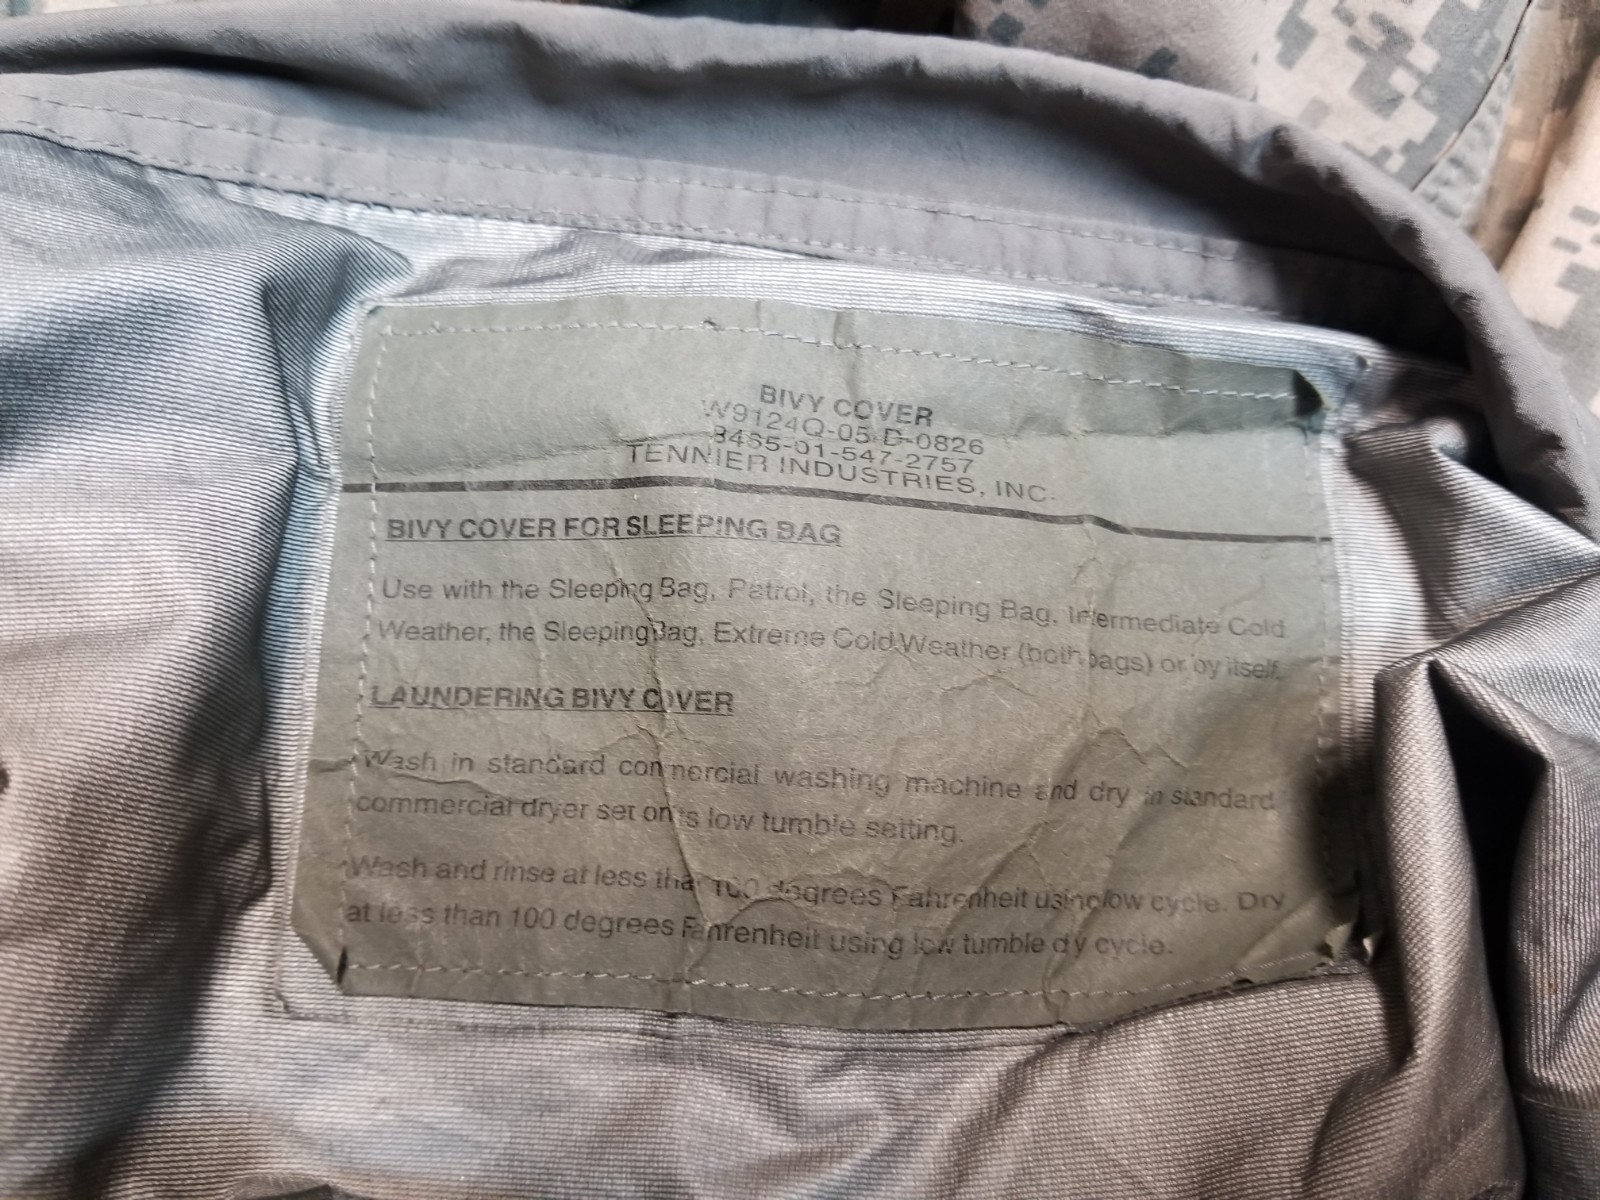 BIVY COVER
W9124Q-05-D-0826
8465-01-547-2757
TENNIER INDUSTRIES, INC.
BIVY COVER FOR SLEEPING BAG
Use with the Sleeping Bag, Patrol, the Sleeping Bag, Intermediate Cold
Weather, the Sleeping Bag, Extreme Cold Weather (both bags) or by itself.
LAUNDERING BIVY COVER
Wash in standard commercial washing machine and dry in standard
commercial dryer set on its low tumble setting.
Wash and rinse at less than 100 degrees Fahrenheit using low cycle. Dry
at less than 100 degrees Fahrenheit using low tumble dry cycle.